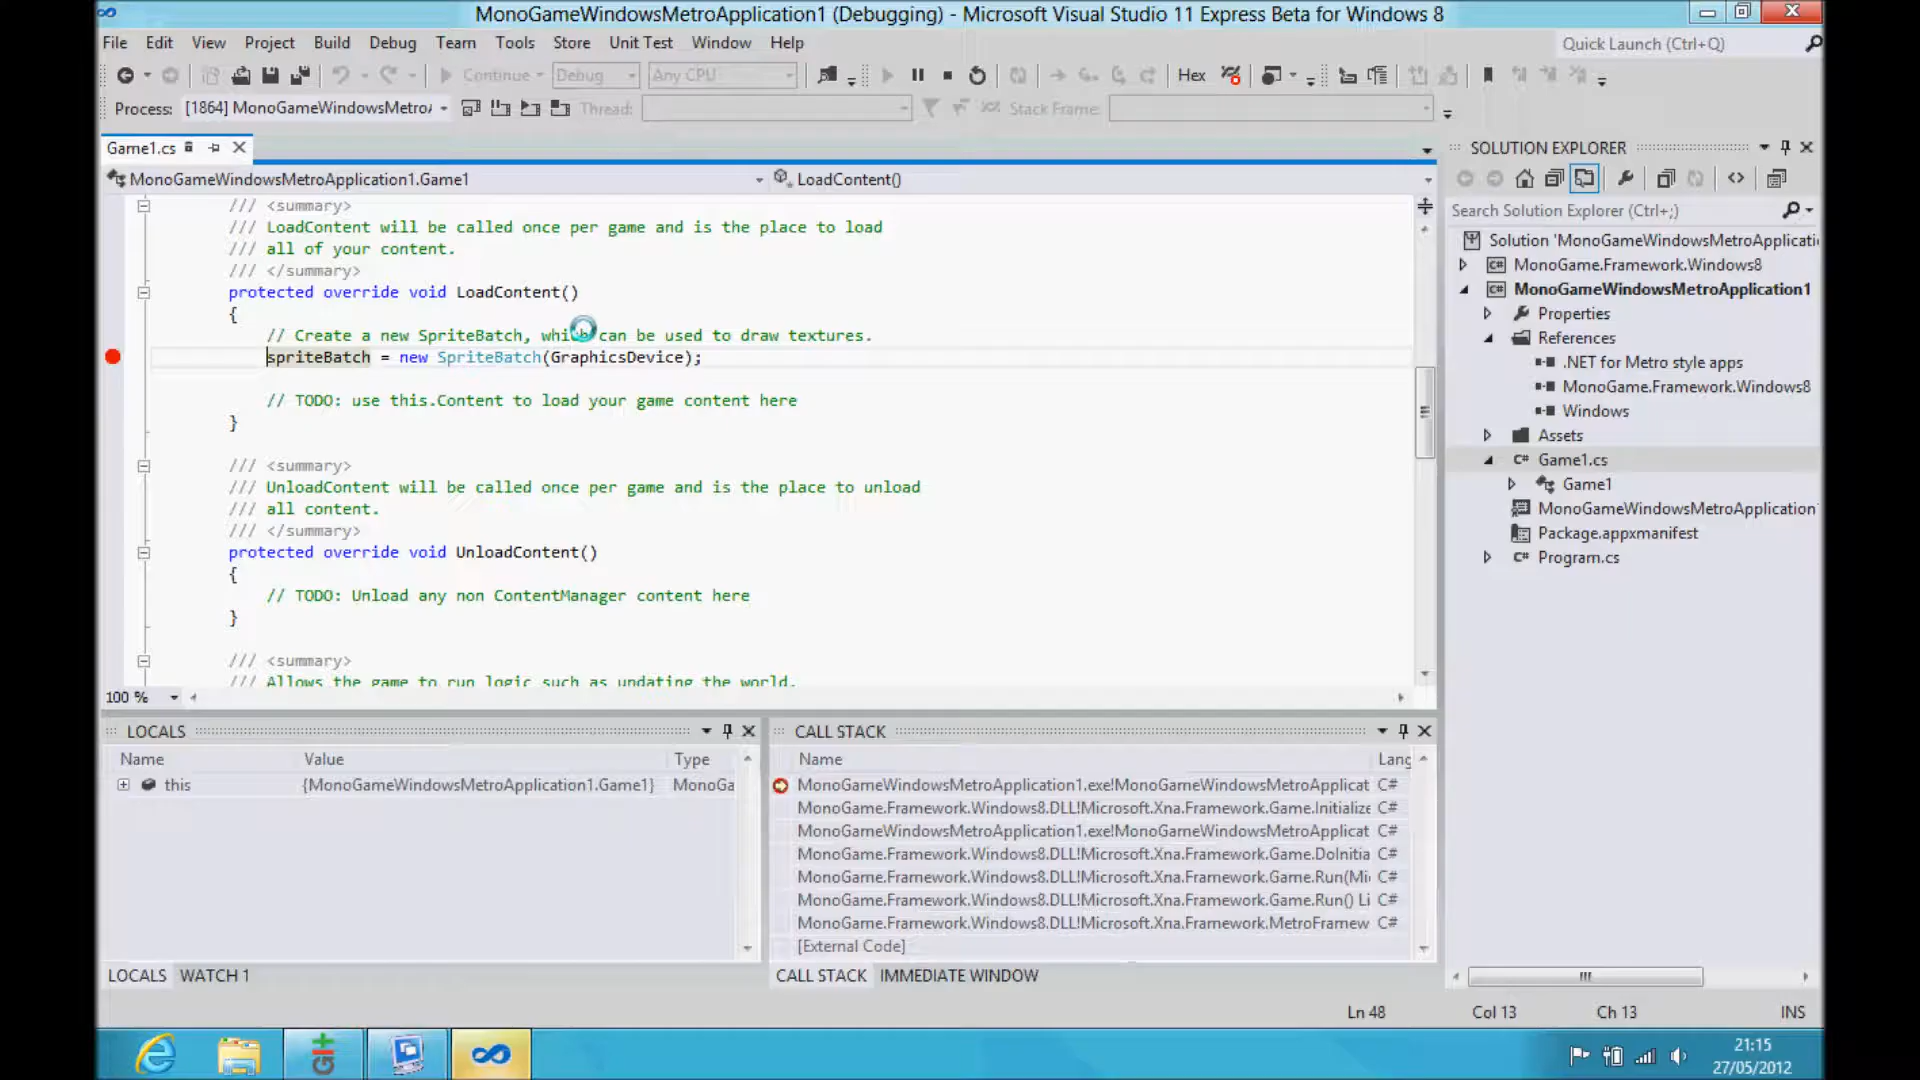 MonoGameWindowsMetroApplication1 (Debugging) - Microsoft Visual Studio 11 Express Beta for Windows 8
File Edit View Project Build Debug Team Tools Store Unit Test Window Help
Quick Launch (Ctrl+Q)
Continue Debug Any CPU Hex
Process: [1864] MonoGameWindowsMetro Thread: Stack Frame:
Game1.cs
MonoGameWindowsMetroApplication1.Game1 LoadContent()
/// <summary>
/// LoadContent will be called once per game and is the place to load
/// all of your content.
/// </summary>
protected override void LoadContent()
{
// Create a new SpriteBatch, which can be used to draw textures.
spriteBatch = new SpriteBatch(GraphicsDevice);
// TODO: use this.Content to load your game content here
}
/// <summary>
/// UnloadContent will be called once per game and is the place to unload
/// all content.
/// </summary>
protected override void UnloadContent()
{
// TODO: Unload any non ContentManager content here
}
/// <summary>
/// Allows the game to run logic such as updating the world.
100 %
SOLUTION EXPLORER
Search Solution Explorer (Ctrl+;)
Solution 'MonoGameWindowsMetroApplicati
MonoGame.Framework.Windows8
MonoGameWindowsMetroApplication1
Properties
References
.NET for Metro style apps
MonoGame.Framework.Windows8
Windows
Assets
C# Game1.cs
Game1
MonoGameWindowsMetroApplication
Package.appxmanifest
C# Program.cs
LOCALS
Name Value Type
this {MonoGameWindowsMetroApplication1.Game1} MonoGa
LOCALS WATCH 1
CALL STACK
Name Lang
MonoGameWindowsMetroApplication1.exe!MonoGameWindowsMetroApplicat C#
MonoGame.Framework.Windows8.DLL!Microsoft.Xna.Framework.Game.Initialize C#
MonoGameWindowsMetroApplication1.exe!MonoGameWindowsMetroApplicat C#
MonoGame.Framework.Windows8.DLL!Microsoft.Xna.Framework.Game.DoInitia C#
MonoGame.Framework.Windows8.DLL!Microsoft.Xna.Framework.Game.Run(Mi C#
MonoGame.Framework.Windows8.DLL!Microsoft.Xna.Framework.Game.Run() Li C#
MonoGame.Framework.Windows8.DLL!Microsoft.Xna.Framework.MetroFramew C#
[External Code]
CALL STACK IMMEDIATE WINDOW
Ln 48 Col 13 Ch 13 INS
21:15
27/05/2012